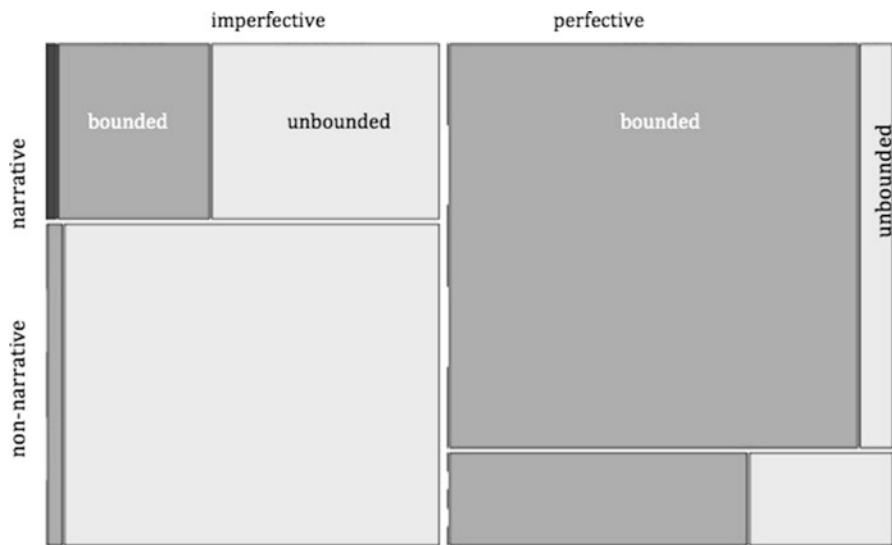 imperfective perfective
narrative
bounded
unbounded
bounded
unbounded
non-narrative